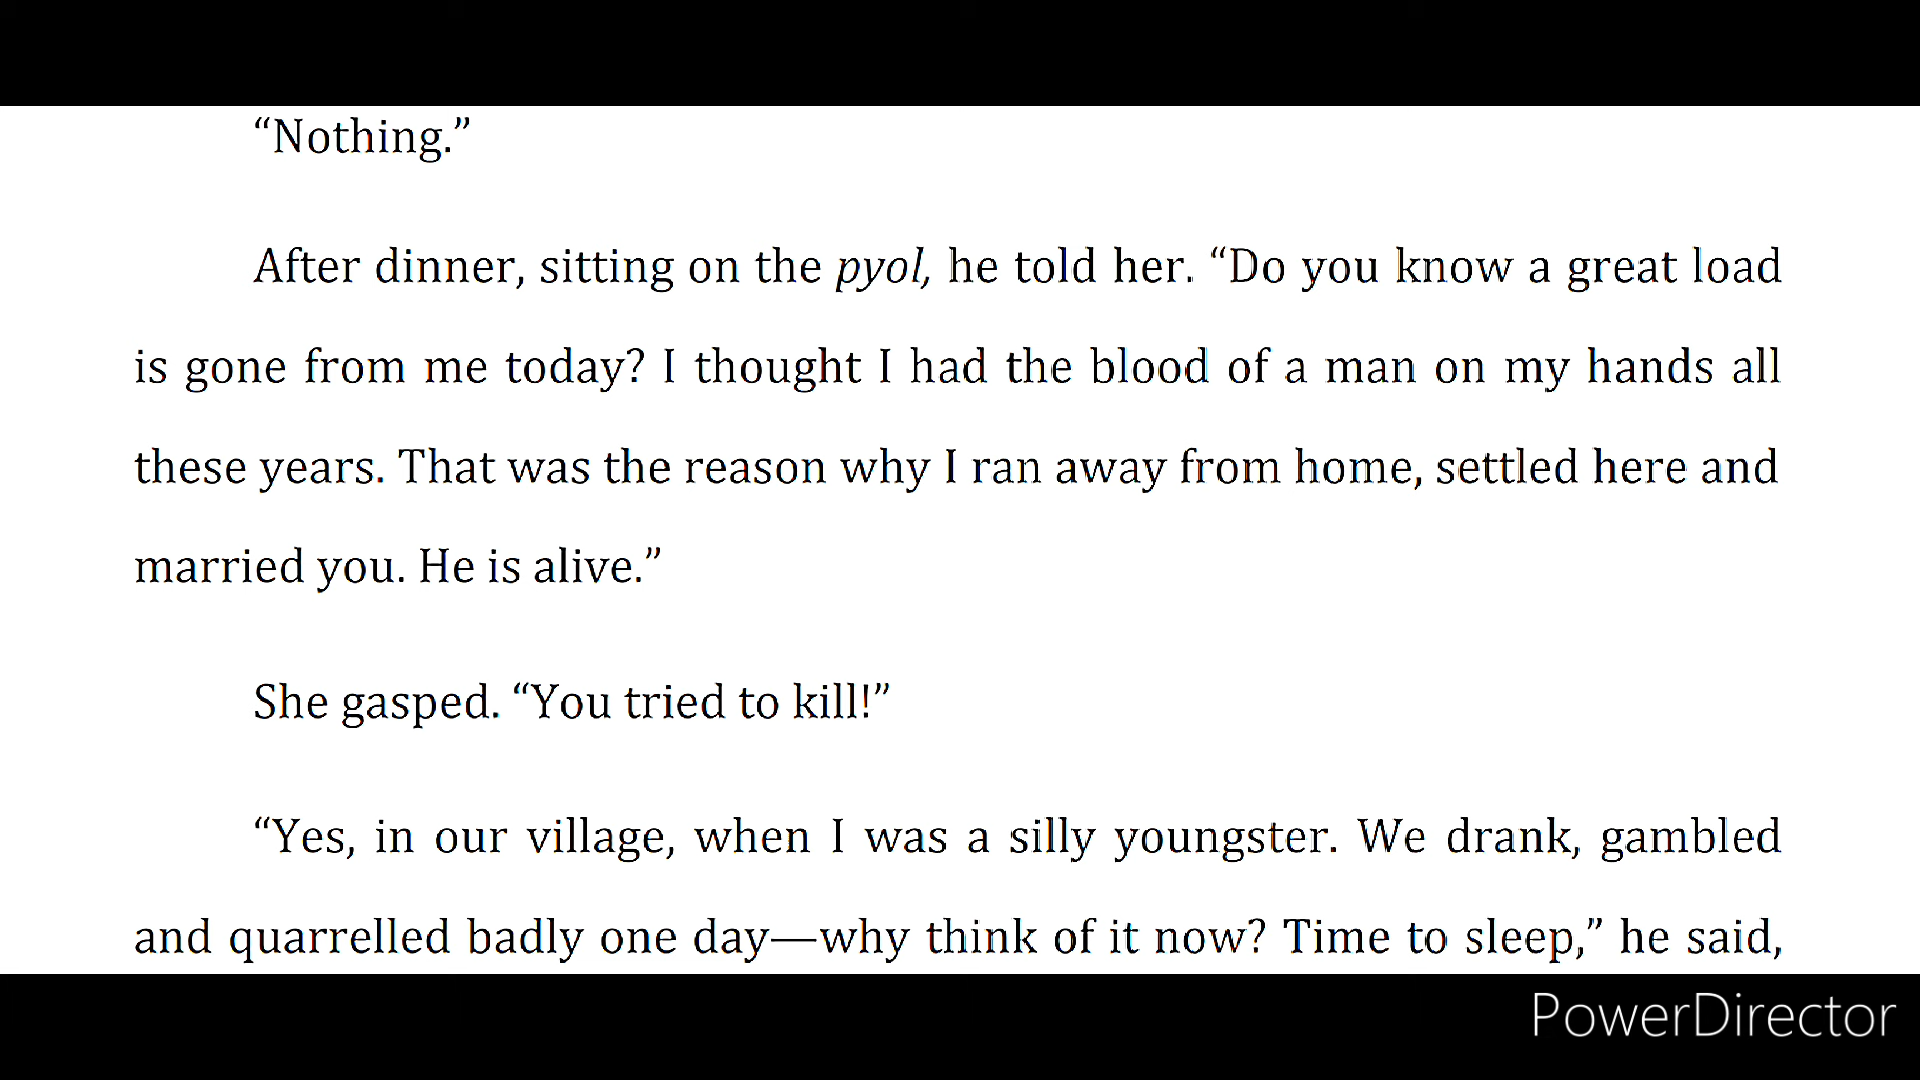 “Nothing.”
After dinner, sitting on the pyol, he told her. “Do you know a great load
is gone from me today? I thought I had the blood of a man on my hands all
these years. That was the reason why I ran away from home, settled here and
married you. He is alive.”
She gasped. “You tried to kill!”
“Yes, in our village, when I was a silly youngster. We drank, gambled
and quarrelled badly one day—why think of it now? Time to sleep,” he said,
PowerDirector